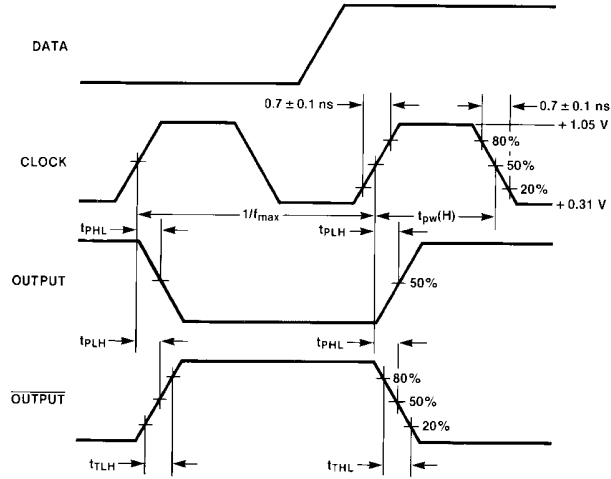 DATA
0.7 ± 0.1 ns
0.7 ± 0.1 ns
+ 1.05 V
CLOCK
80%
50%
20%
+ 0.31 V
1/fmax
tpw(H)
tPHL
tPLH
OUTPUT
50%
tPLH
tPHL
OUTPUT
80%
50%
20%
tTLH
tTHL